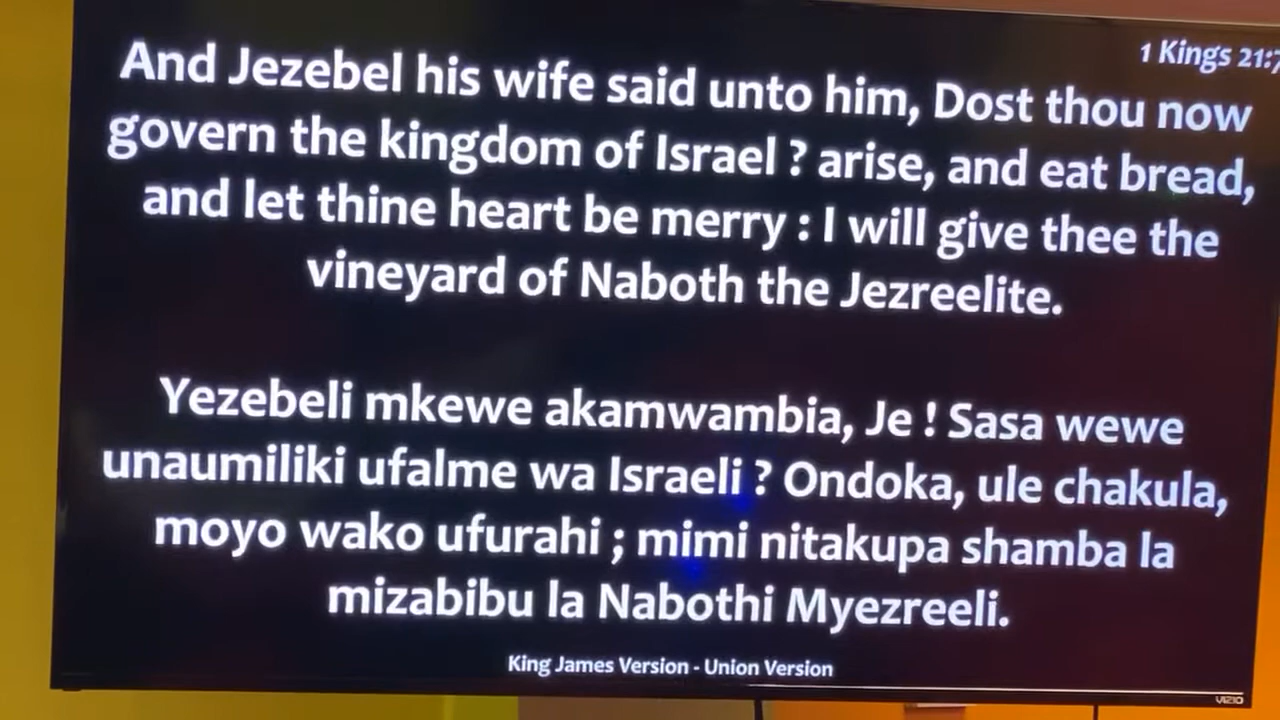 1 Kings 21:7
And Jezebel his wife said unto him, Dost thou now
govern the kingdom of Israel ? arise, and eat bread,
and let thine heart be merry : I will give thee the
vineyard of Naboth the Jezreelite.
Yezebeli mkewe akamwambia, Je ! Sasa wewe
unaumiliki ufalme wa Israeli ? Ondoka, ule chakula,
moyo wako ufurahi ; mimi nitakupa shamba la
mizabibu la Nabothi Myezreeli.
King James Version - Union Version
VIZIO